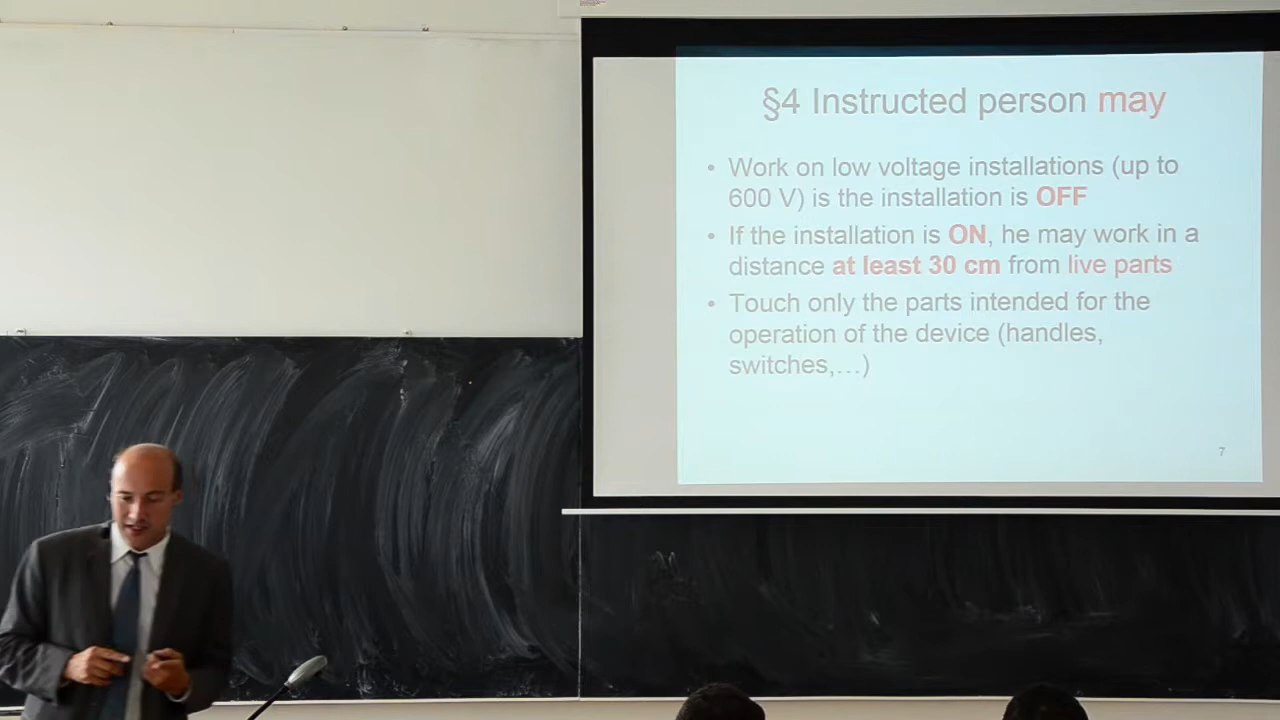 §4 Instructed person may
• Work on low voltage installations (up to
600 V) is the installation is OFF
• If the installation is ON, he may work in a
distance at least 30 cm from live parts
• Touch only the parts intended for the
operation of the device (handles,
switches,…)
7